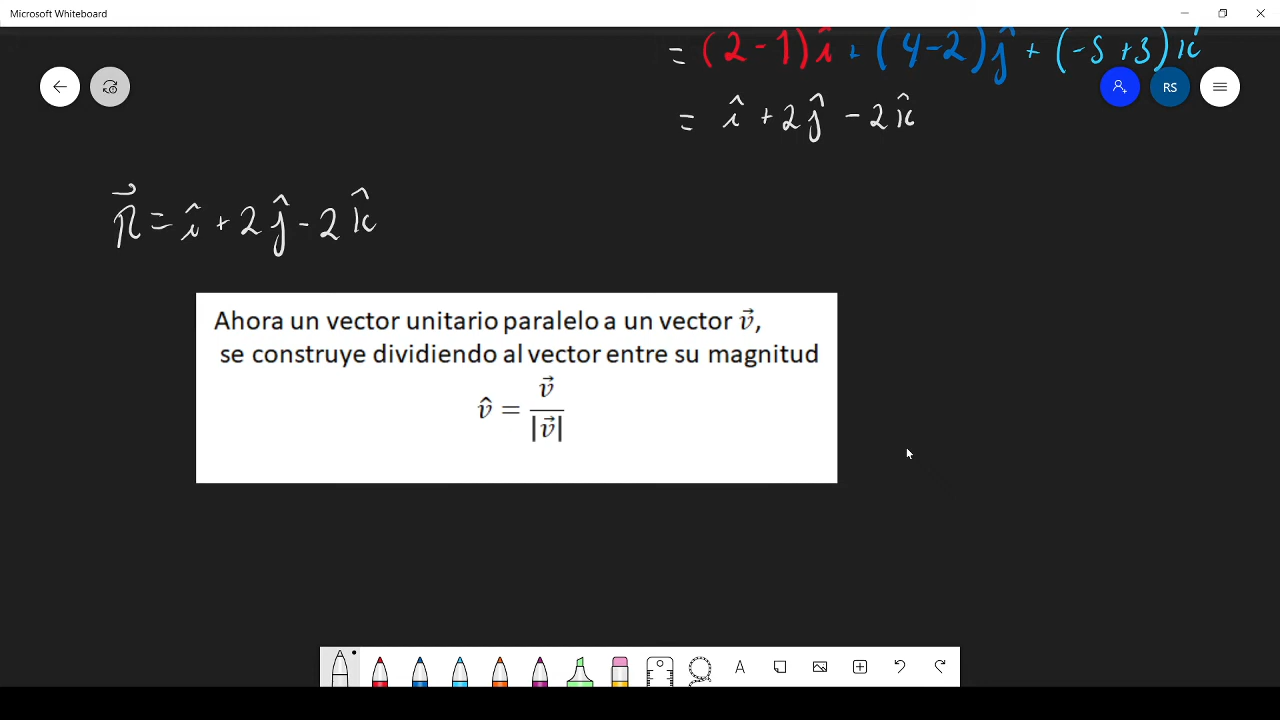 Microsoft Whiteboard
= (2-1)î + (4-2)ĵ + (-5+3)k̂
= î + 2ĵ - 2k̂
RS
n⃗ = î + 2ĵ - 2k̂
Ahora un vector unitario paralelo a un vector v⃗,
se construye dividiendo al vector entre su magnitud
v̂ = v⃗ / |v⃗|
A